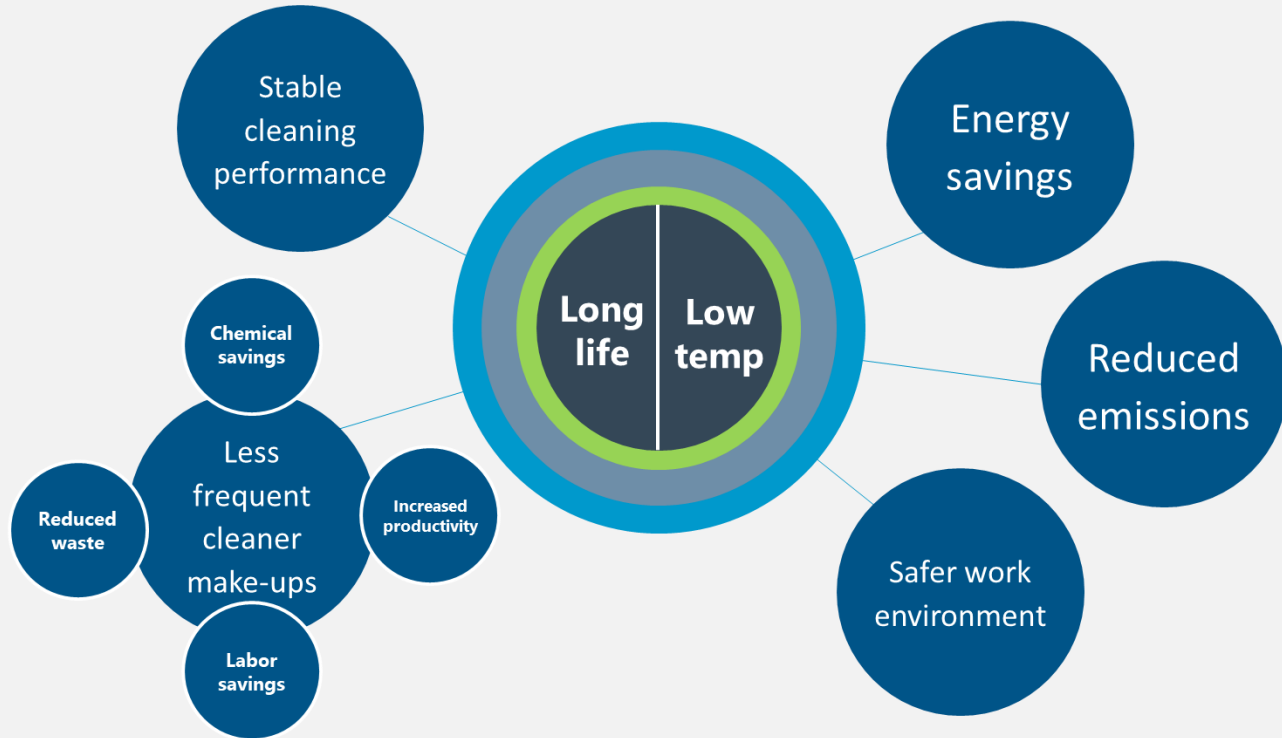 Stable
cleaning
performance
Energy
savings
Long
life
Low
temp
Chemical
savings
Reduced
emissions
Less
frequent
cleaner
make-ups
Reduced
waste
Increased
productivity
Labor
savings
Safer work
environment